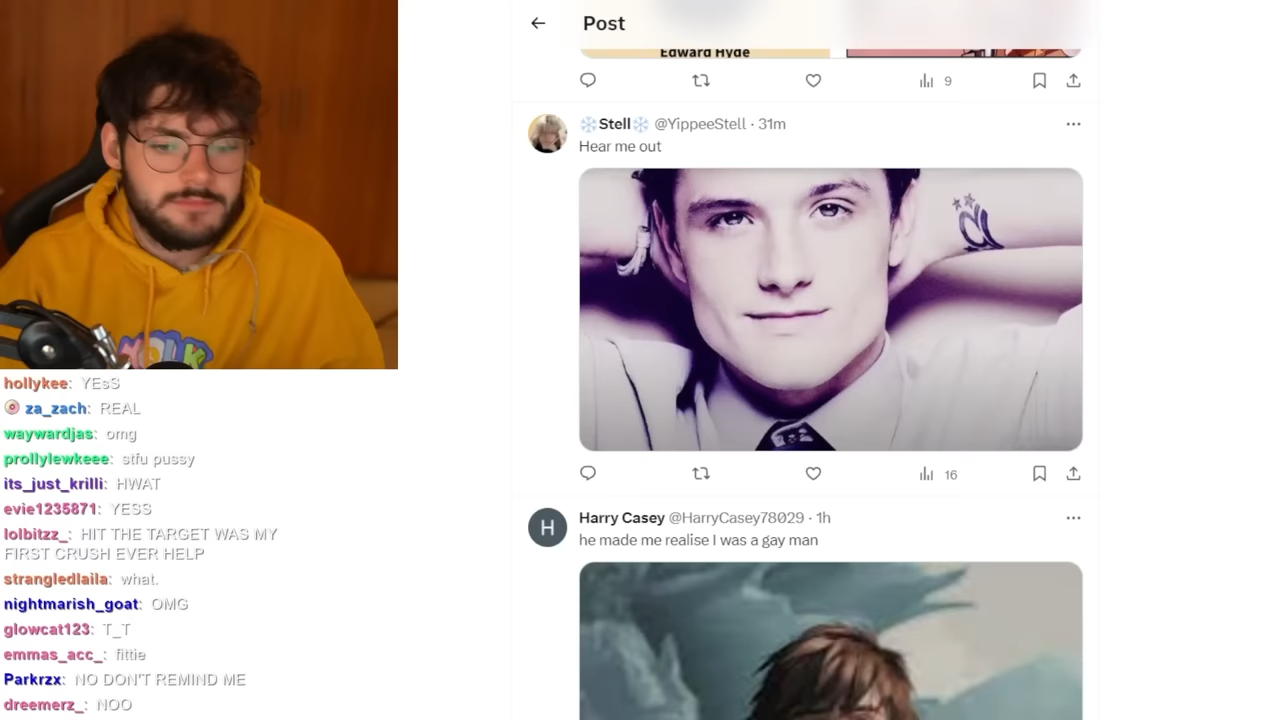 Post
Edward Hyde
9
❄️Stell❄️ @YippeeStell · 31m
Hear me out
16
H
Harry Casey @HarryCasey78029 · 1h
he made me realise I was a gay man
hollykee: YEsS
za_zach: REAL
waywardjas: omg
prollylewkeee: stfu pussy
its_just_krilli: HWAT
evie1235871: YESS
lolbitzz_: HIT THE TARGET WAS MY
FIRST CRUSH EVER HELP
strangledlaila: what.
nightmarish_goat: OMG
glowcat123: T_T
emmas_acc_: fittie
Parkrzx: NO DON'T REMIND ME
dreemerz_: NOO